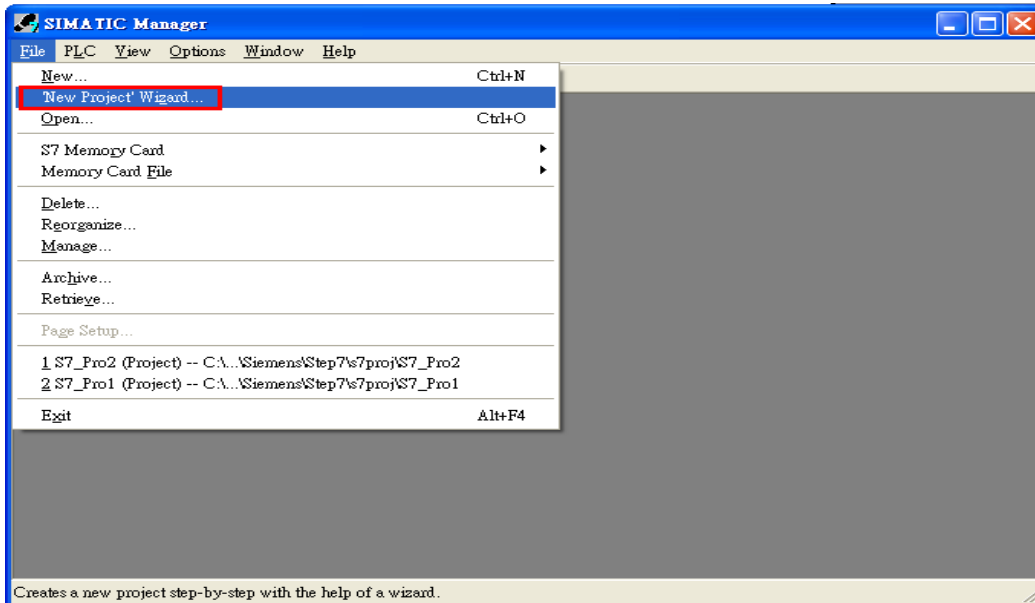 SIMATIC Manager
File PLC View Options Window Help
New... Ctrl+N
'New Project' Wizard...
Open... Ctrl+O
S7 Memory Card
Memory Card File
Delete...
Reorganize...
Manage...
Archive...
Retrieve...
Page Setup...
1 S7_Pro2 (Project) -- C:\...\Siemens\Step7\s7proj\S7_Pro2
2 S7_Pro1 (Project) -- C:\...\Siemens\Step7\s7proj\S7_Pro1
Exit Alt+F4
Creates a new project step-by-step with the help of a wizard.